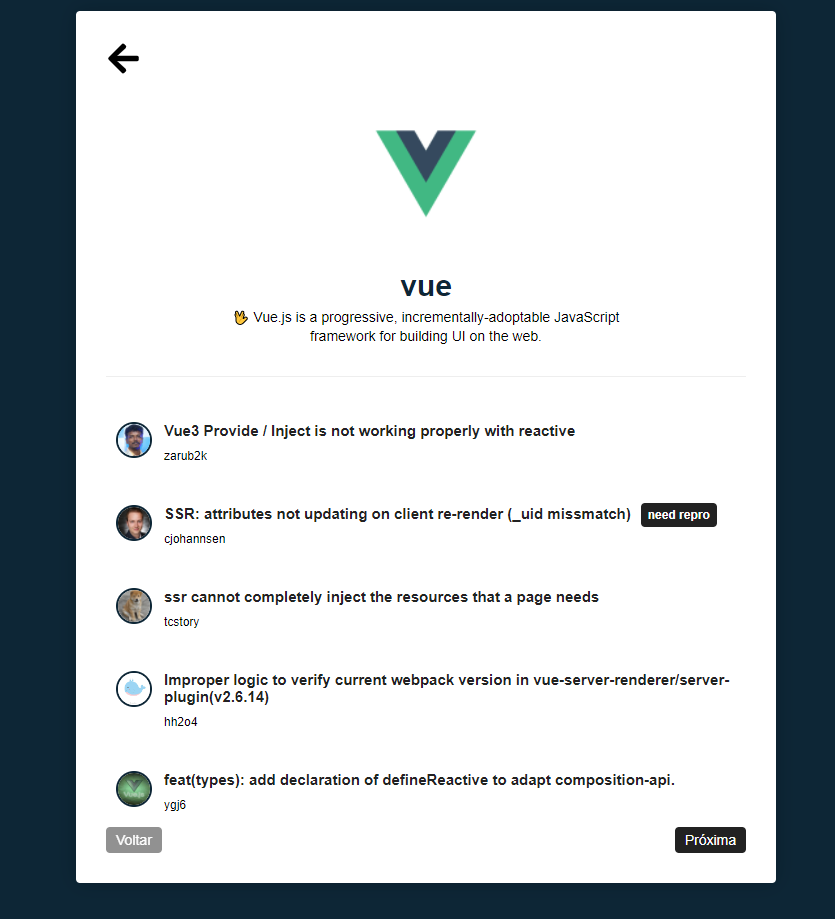 vue
🖖 Vue.js is a progressive, incrementally-adoptable JavaScript
framework for building UI on the web.
Vue3 Provide / Inject is not working properly with reactive
zarub2k
SSR: attributes not updating on client re-render (_uid missmatch) need repro
cjohannsen
ssr cannot completely inject the resources that a page needs
tcstory
Improper logic to verify current webpack version in vue-server-renderer/server-
plugin(v2.6.14)
hh2o4
feat(types): add declaration of defineReactive to adapt composition-api.
ygj6
Voltar Próxima